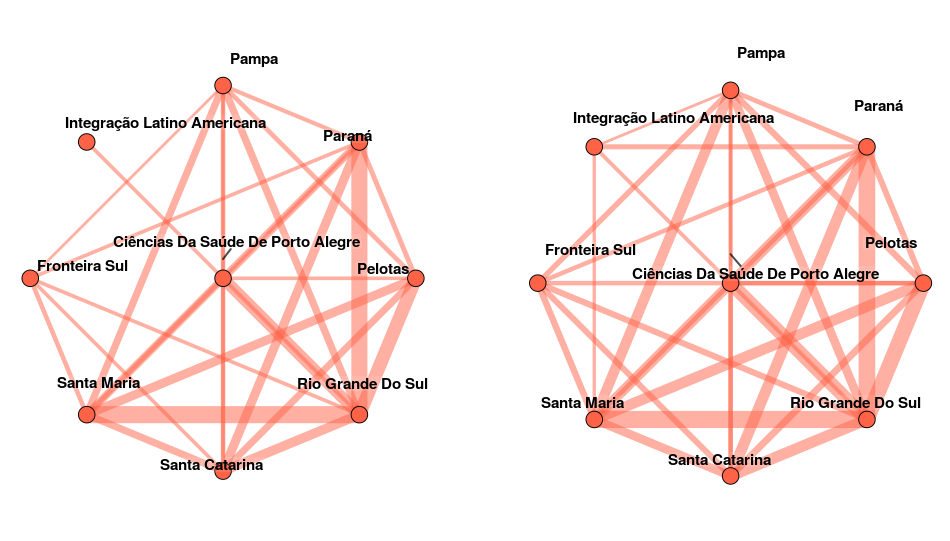 Pampa
Integração Latino Americana
Paraná
Ciências Da Saúde De Porto Alegre
Fronteira Sul
Pelotas
Santa Maria
Rio Grande Do Sul
Santa Catarina
Pampa
Paraná
Integração Latino Americana
Pelotas
Fronteira Sul
Ciências Da Saúde De Porto Alegre
Santa Maria
Rio Grande Do Sul
Santa Catarina